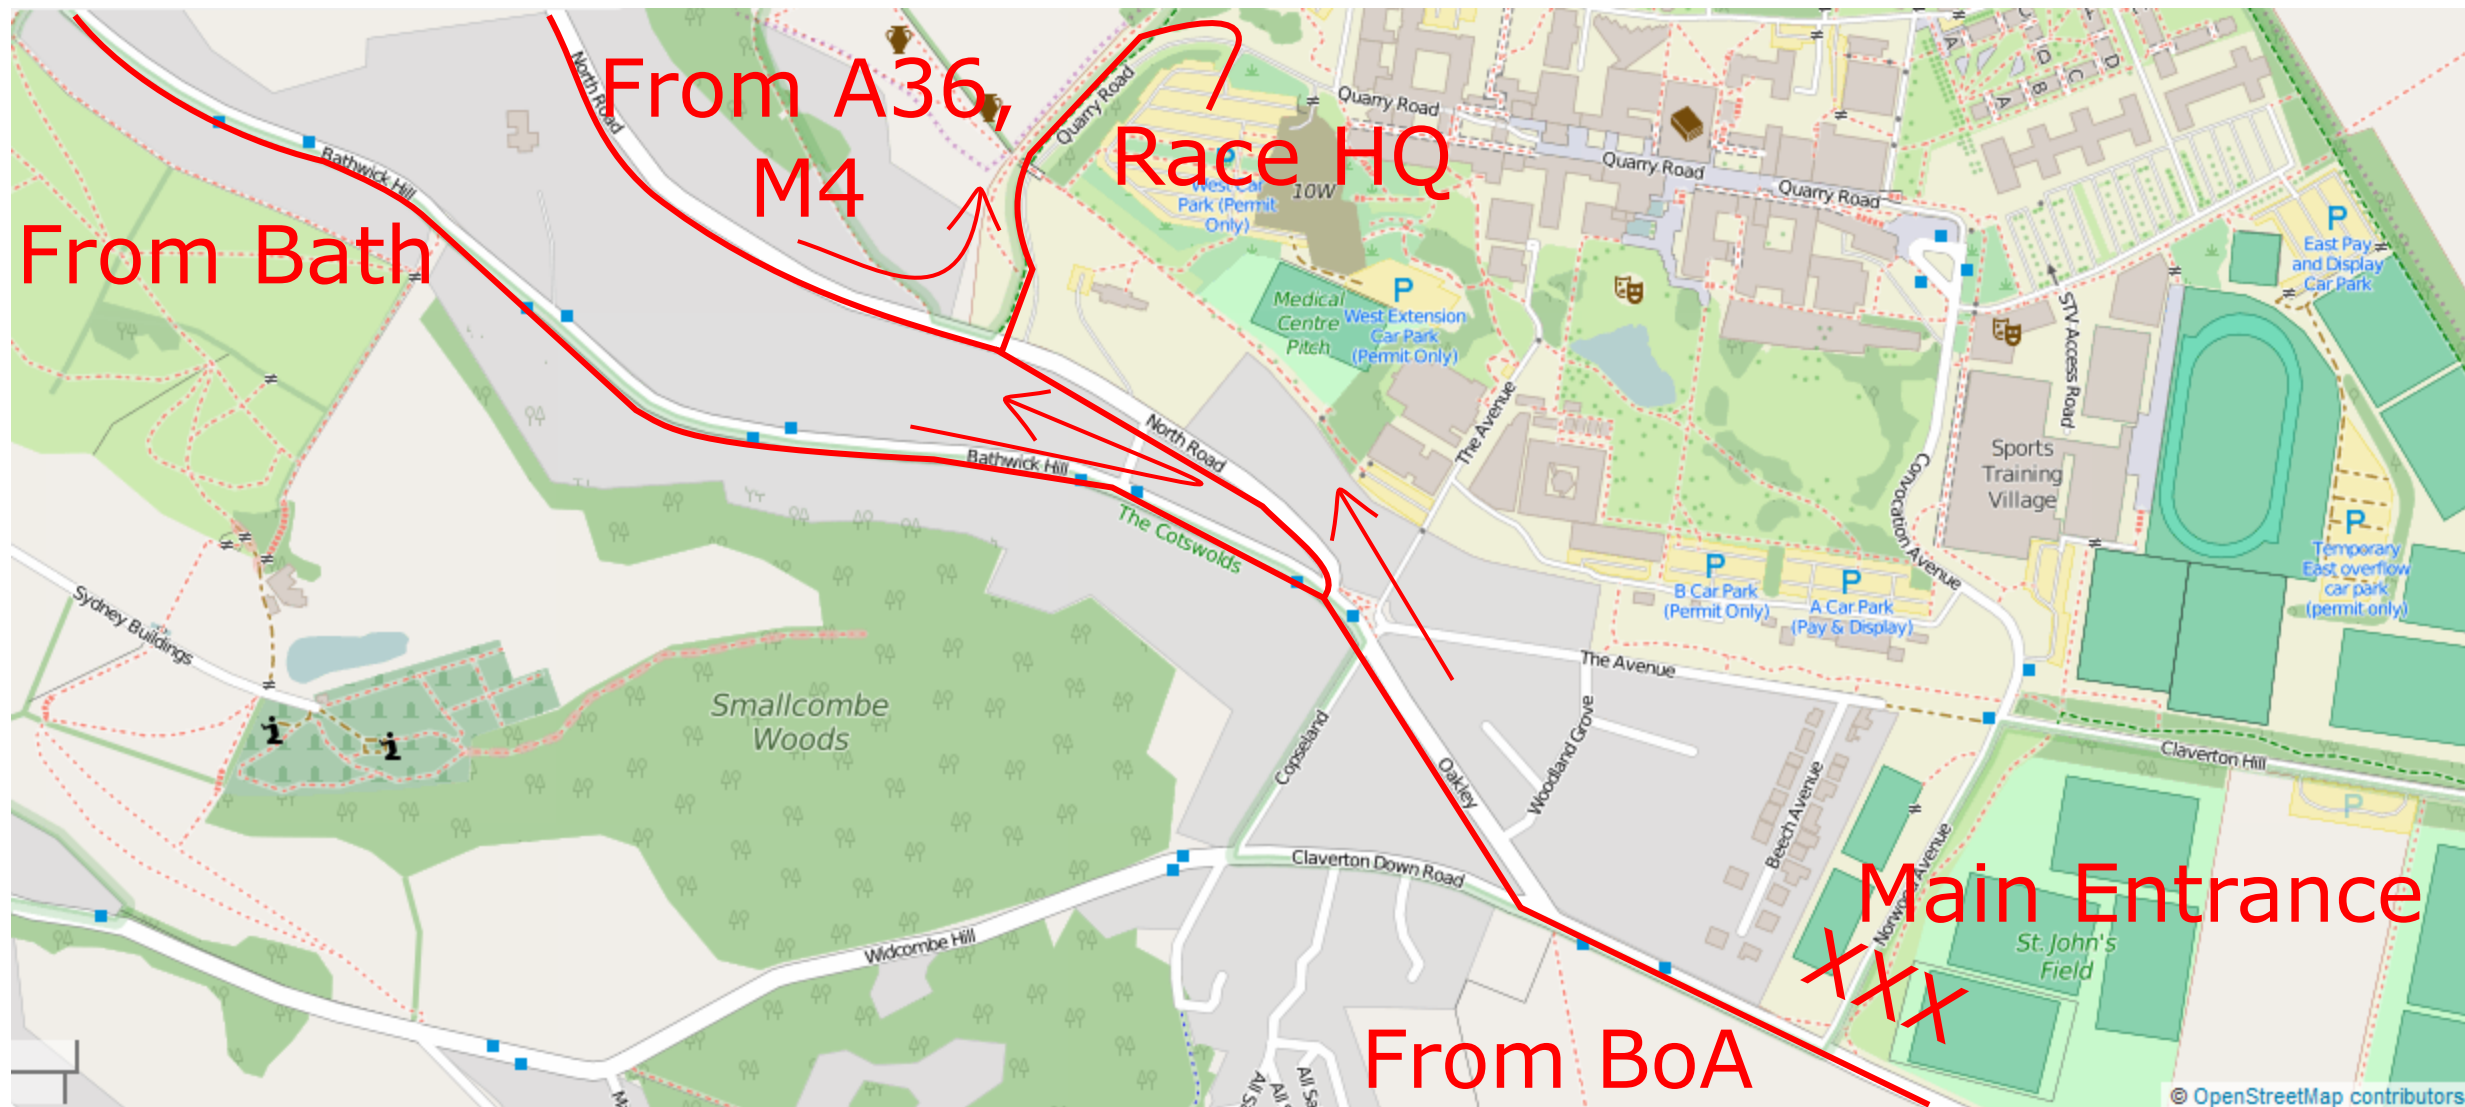 From A36,
M4
Race HQ
From Bath
Main Entrance
XXX
From BoA
North Road
Bathwick Hill
Quarry Road
Quarry Road
Quarry Road
Quarry Road
West Car
Park (Permit
Only)
10W
A
D
B
C
D
A
B
P
East Pay
and Display
Car Park
Medical
Centre
Pitch
P
West Extension
Car Park
(Permit Only)
STV Access Road
The Avenue
North Road
Bathwick Hill
The Cotswolds
Convocation Avenue
Sports
Training
Village
P
B Car Park
(Permit Only)
P
A Car Park
(Pay & Display)
P
Temporary
East overflow
car park
(permit only)
Sydney Buildings
Smallcombe
Woods
The Avenue
Copseland
Oakley
Woodland Grove
Beech Avenue
Claverton Hill
P
Claverton Down Road
Widcombe Hill
Norwood Avenue
St. John's
Field
All Sa
All S
© OpenStreetMap contributors